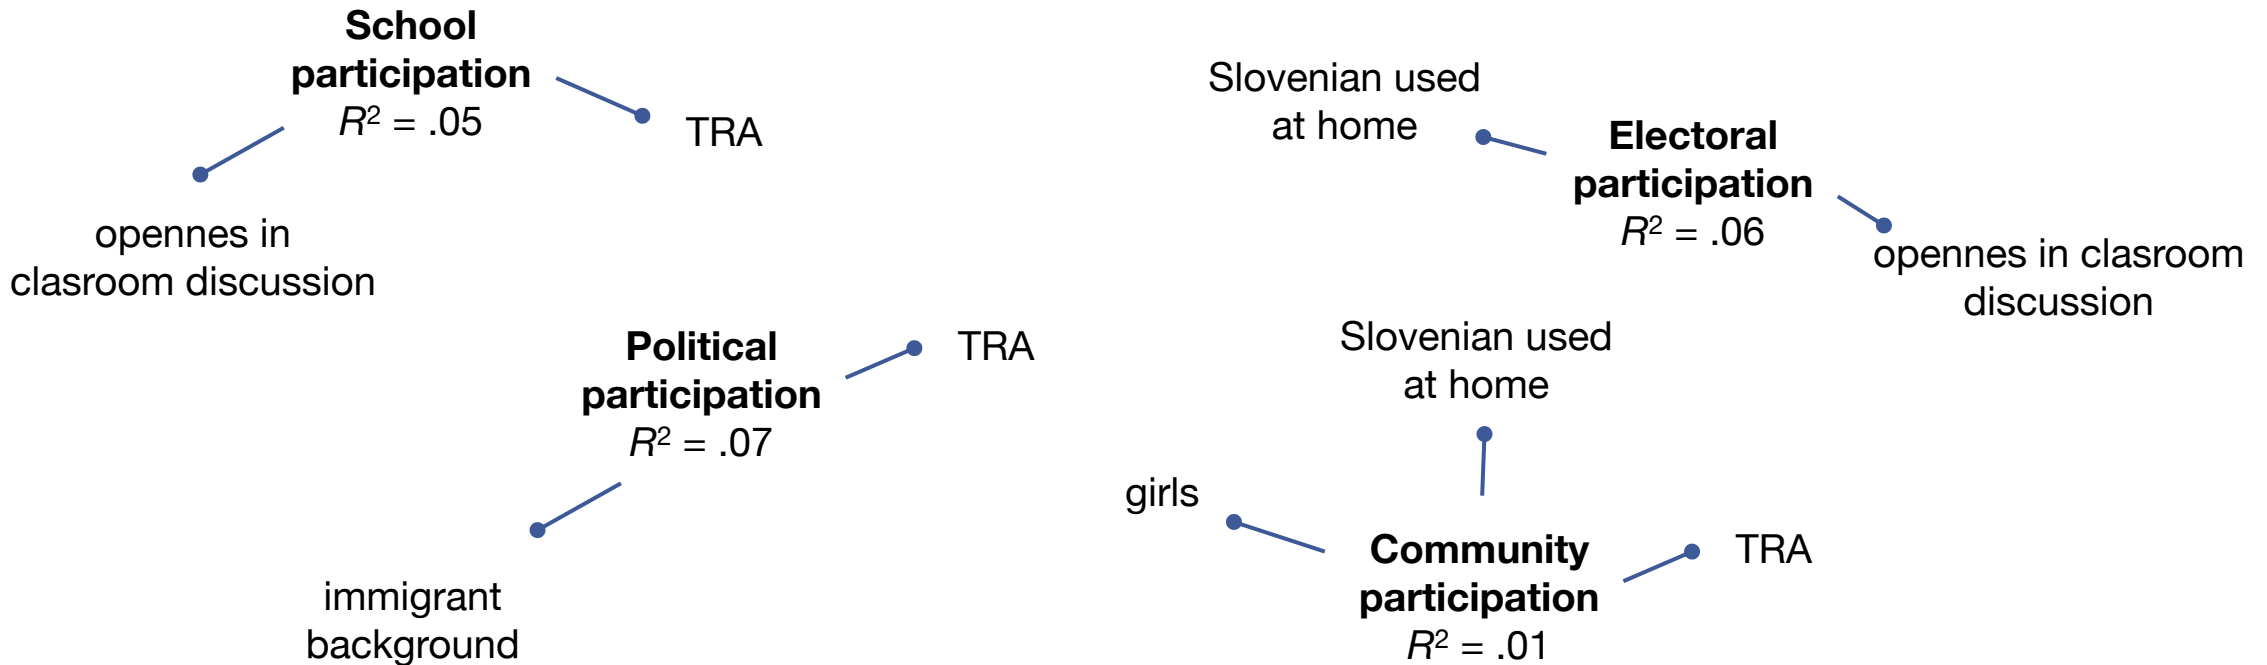 School
participation
R² = .05
TRA
opennes in
clasroom discussion
Political
participation
R² = .07
TRA
immigrant
background
Slovenian used
at home
Electoral
participation
R² = .06
opennes in clasroom
discussion
Slovenian used
at home
girls
Community
participation
R² = .01
TRA